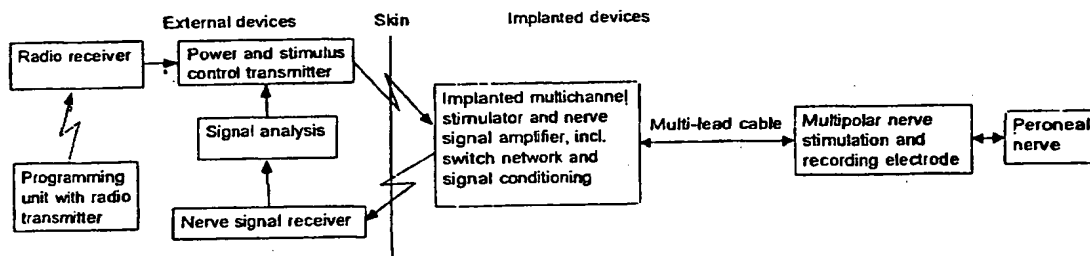 External devices
Skin
Implanted devices
Radio receiver
Power and stimulus
control transmitter
Signal analysis
Programming
unit with radio
transmitter
Nerve signal receiver
Implanted multichannel
stimulator and nerve
signal amplifier, incl.
switch network and
signal conditioning
Multi-lead cable
Multipolar nerve
stimulation and
recording electrode
Peroneal
nerve